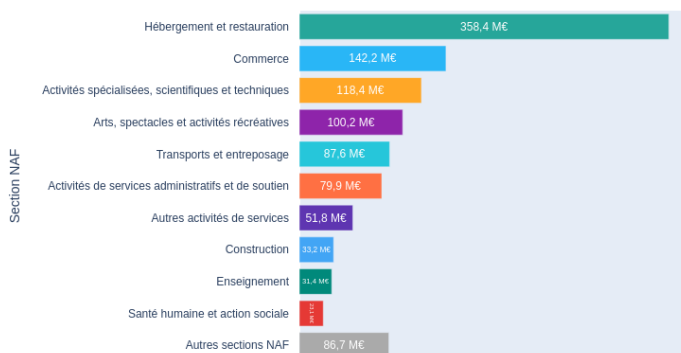 Section NAF
Hébergement et restauration 358,4 M€
Commerce 142,2 M€
Activités spécialisées, scientifiques et techniques 118,4 M€
Arts, spectacles et activités récréatives 100,2 M€
Transports et entreposage 87,6 M€
Activités de services administratifs et de soutien 79,9 M€
Autres activités de services 51,8 M€
Construction 33,2 M€
Enseignement 31,4 M€
Santé humaine et action sociale
Autres sections NAF 86,7 M€